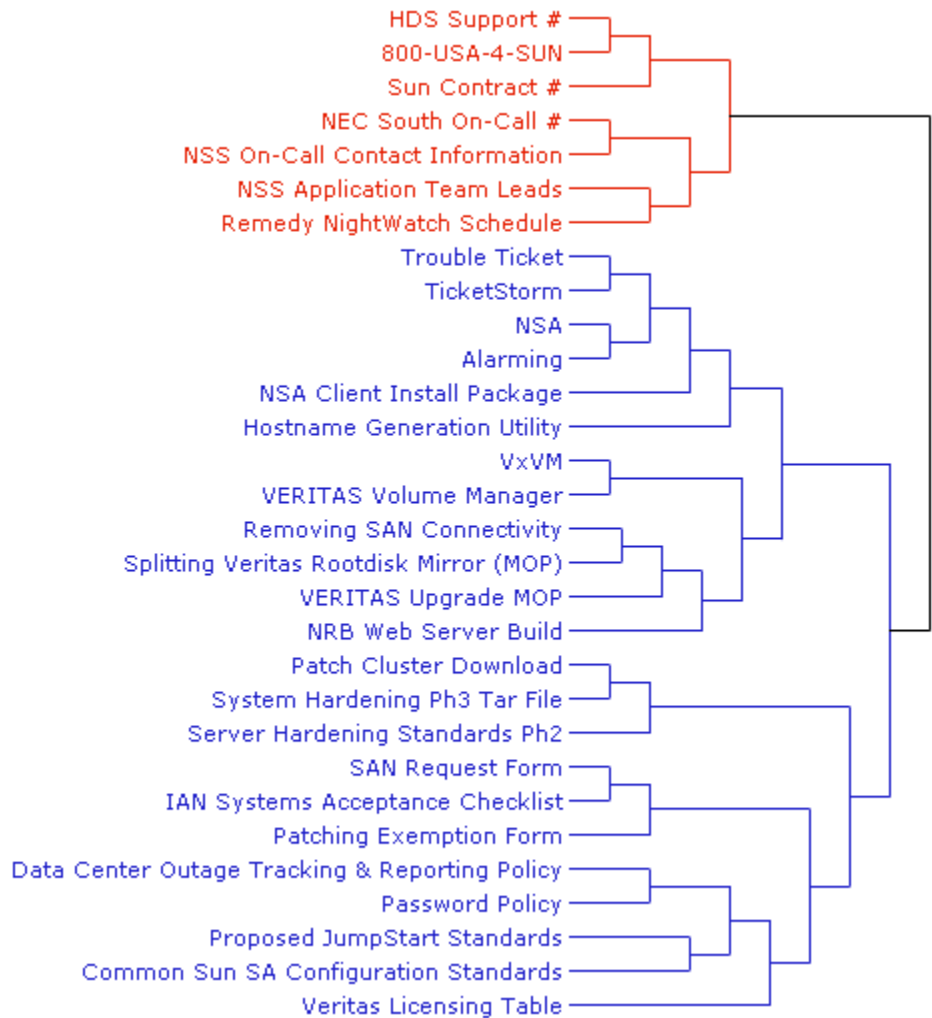 HDS Support #
800-USA-4-SUN
Sun Contract #
NEC South On-Call #
NSS On-Call Contact Information
NSS Application Team Leads
Remedy NightWatch Schedule
Trouble Ticket
TicketStorm
NSA
Alarming
NSA Client Install Package
Hostname Generation Utility
VxVM
VERITAS Volume Manager
Removing SAN Connectivity
Splitting Veritas Rootdisk Mirror (MOP)
VERITAS Upgrade MOP
NRB Web Server Build
Patch Cluster Download
System Hardening Ph3 Tar File
Server Hardening Standards Ph2
SAN Request Form
IAN Systems Acceptance Checklist
Patching Exemption Form
Data Center Outage Tracking & Reporting Policy
Password Policy
Proposed JumpStart Standards
Common Sun SA Configuration Standards
Veritas Licensing Table